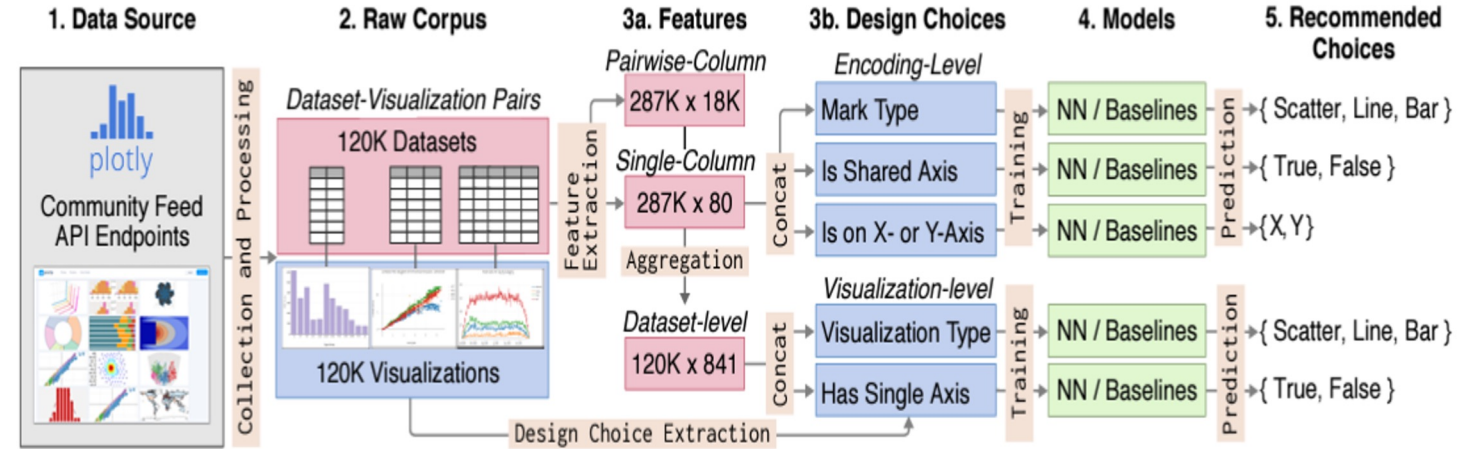 1. Data Source
2. Raw Corpus
3a. Features
3b. Design Choices
4. Models
5. Recommended
Choices
plotly
Community Feed
API Endpoints
Collection and Processing
Dataset-Visualization Pairs
120K Datasets
120K Visualizations
Feature
Extraction
Pairwise-Column
287K x 18K
Single-Column
287K x 80
Aggregation
Dataset-level
120K x 841
Concat
Concat
Design Choice Extraction
Encoding-Level
Mark Type
Is Shared Axis
Is on X- or Y-Axis
Visualization-level
Visualization Type
Has Single Axis
Training
Training
NN / Baselines
NN / Baselines
NN / Baselines
NN / Baselines
NN / Baselines
Prediction
Prediction
{ Scatter, Line, Bar }
{ True, False }
{X, Y}
{ Scatter, Line, Bar }
{ True, False }